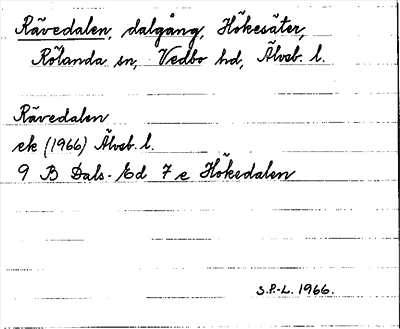 Rävedalen, dalgång, Hökesäter,
Rölanda sn, Vedbo hd, Älvsb. l.
Rävedalen
ek (1966) Älvsb. l.
9 B Dals-Ed 7 e Hökedalen
S.P.-L. 1966.